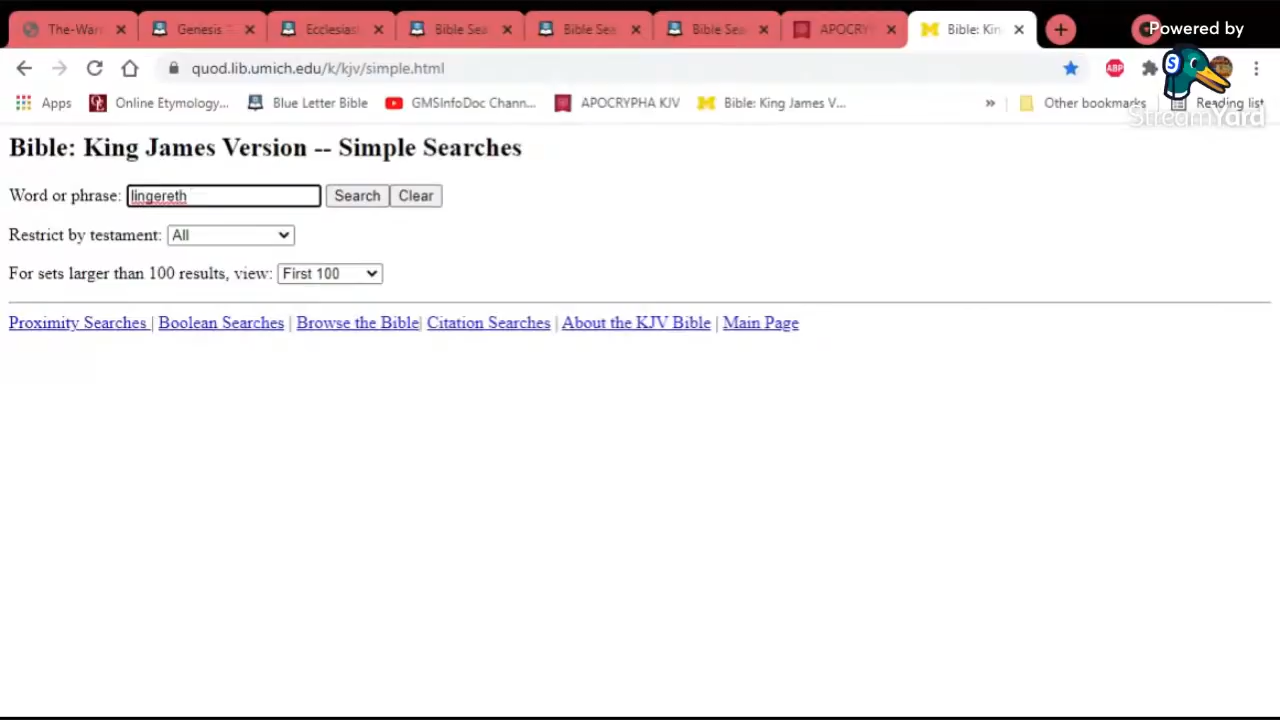 The-Wari
Genesis
Ecclesias
Bible Sea
Bible Sea
Bible Sea
APOCRY
Bible: Kin
Powered by
quod.lib.umich.edu/k/kjv/simple.html
ABP
S
Apps
Online Etymology...
Blue Letter Bible
GMSInfoDoc Chann...
APOCRYPHA KJV
Bible: King James V...
»
Other bookmarks
Reading list
StreamYard
Bible: King James Version -- Simple Searches
Word or phrase: lingereth Search Clear
Restrict by testament: All
For sets larger than 100 results, view: First 100
Proximity Searches | Boolean Searches | Browse the Bible| Citation Searches | About the KJV Bible | Main Page